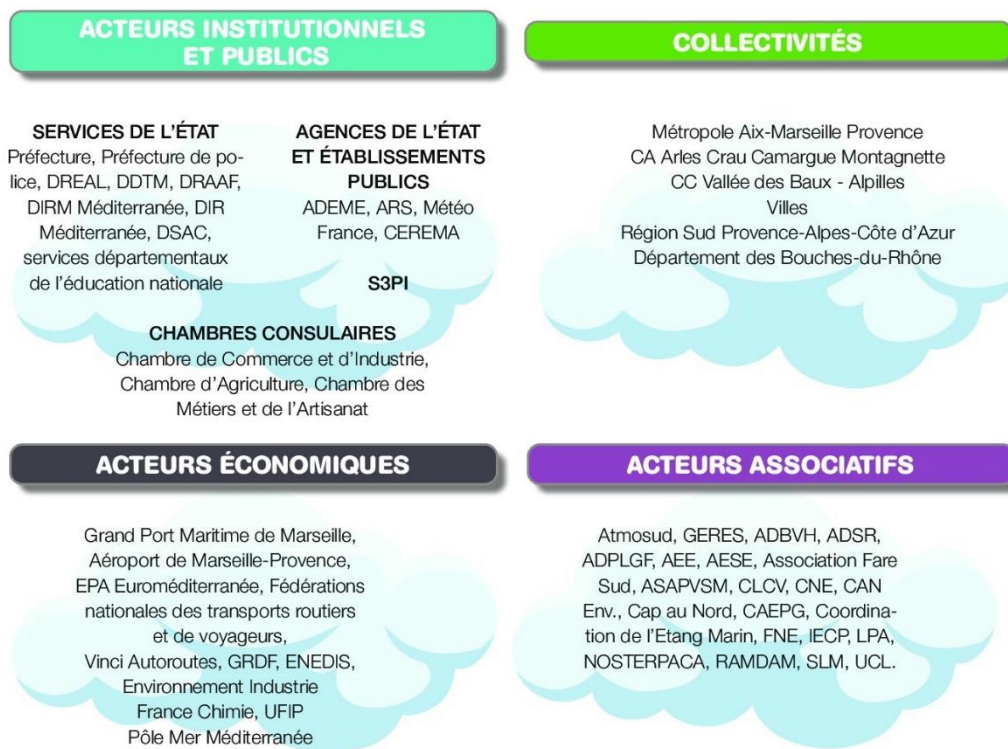 ACTEURS INSTITUTIONNELS
ET PUBLICS
SERVICES DE L'ÉTAT
Préfecture, Préfecture de po-
lice, DREAL, DDTM, DRAAF,
DIRM Méditerranée, DIR
Méditerranée, DSAC,
services départementaux
de l'éducation nationale
AGENCES DE L'ÉTAT
ET ÉTABLISSEMENTS
PUBLICS
ADEME, ARS, Météo
France, CEREMA
S3PI
CHAMBRES CONSULAIRES
Chambre de Commerce et d'Industrie,
Chambre d'Agriculture, Chambre des
Métiers et de l'Artisanat
COLLECTIVITÉS
Métropole Aix-Marseille Provence
CA Arles Crau Camargue Montagnette
CC Vallée des Baux - Alpilles
Villes
Région Sud Provence-Alpes-Côte d'Azur
Département des Bouches-du-Rhône
ACTEURS ÉCONOMIQUES
Grand Port Maritime de Marseille,
Aéroport de Marseille-Provence,
EPA Euroméditerranée, Fédérations
nationales des transports routiers
et de voyageurs,
Vinci Autoroutes, GRDF, ENEDIS,
Environnement Industrie
France Chimie, UFIP
Pôle Mer Méditerranée
ACTEURS ASSOCIATIFS
Atmosud, GERES, ADBVH, ADSR,
ADPLGF, AEE, AESE, Association Fare
Sud, ASAPVSM, CLCV, CNE, CAN
Env., Cap au Nord, CAEPG, Coordina-
tion de l'Etang Marin, FNE, IECP, LPA,
NOSTERPACA, RAMDAM, SLM, UCL.